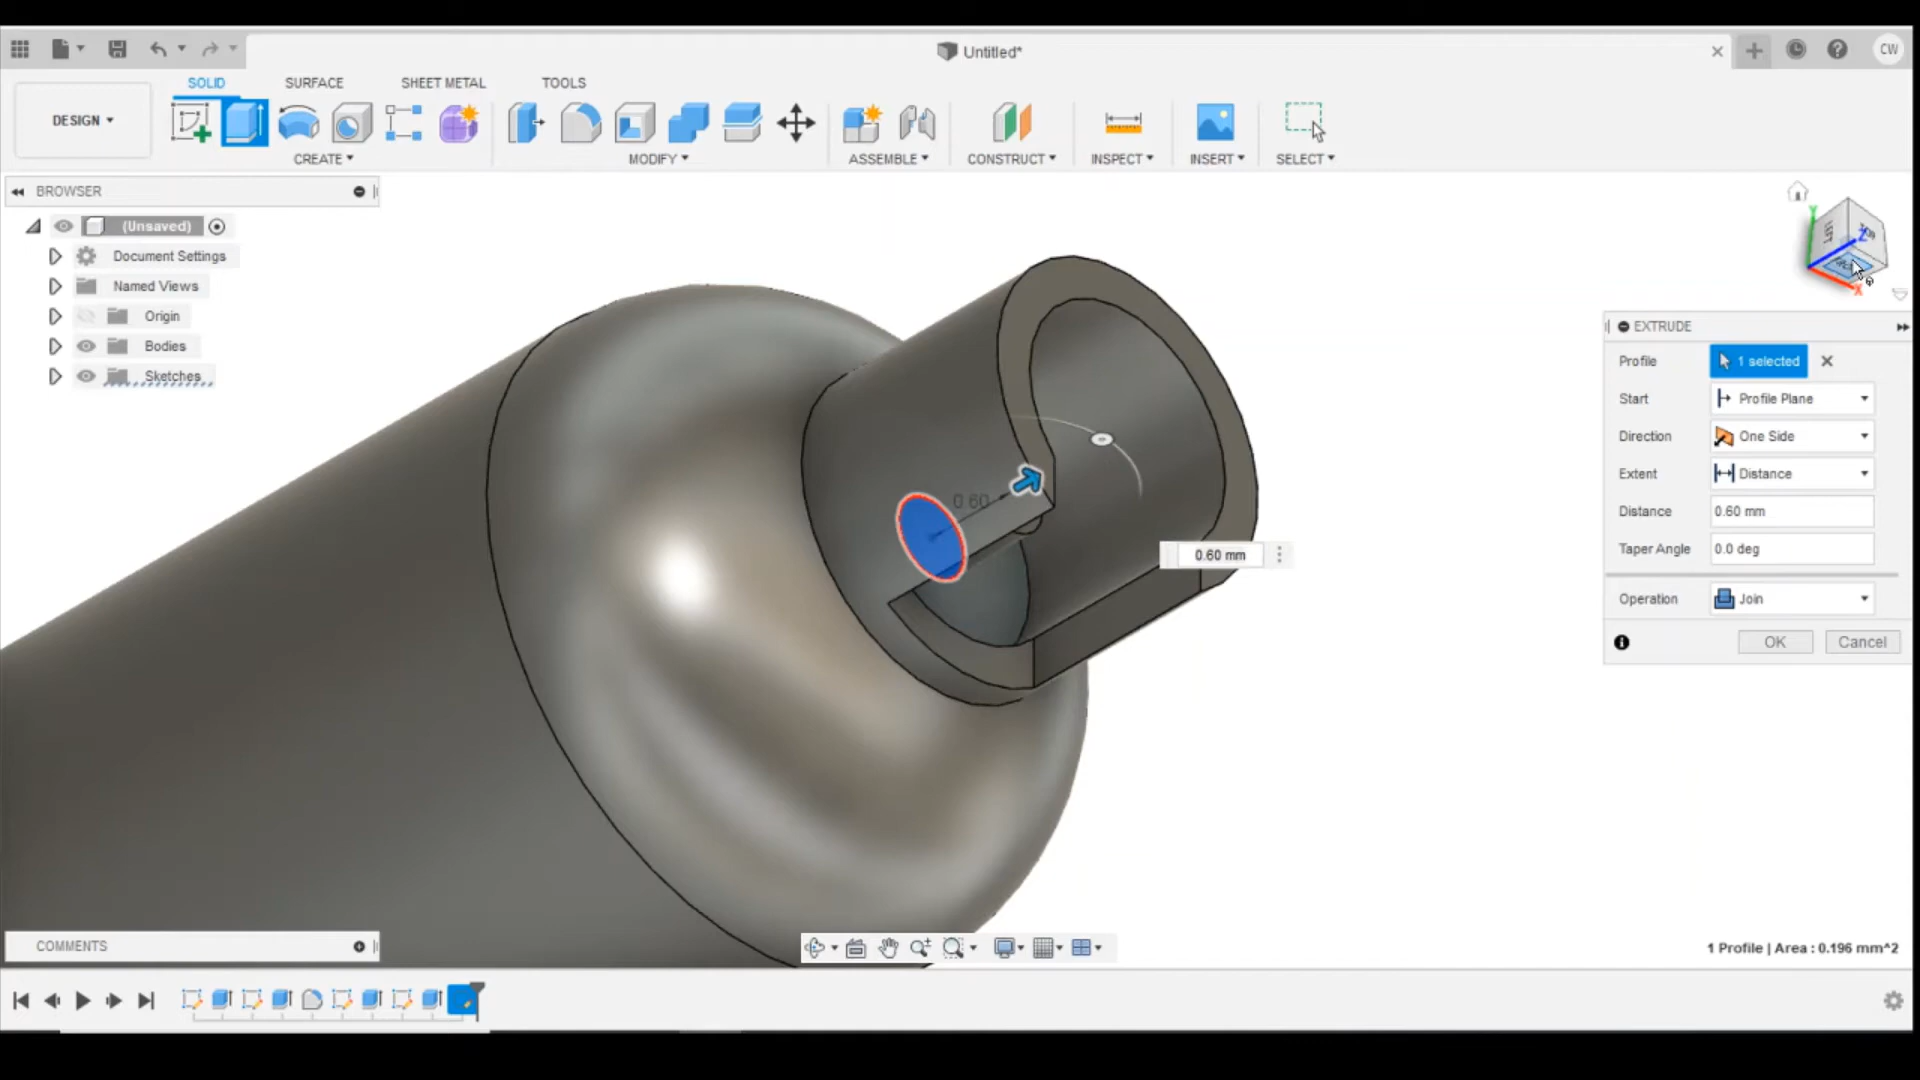 Untitled*
CW
DESIGN
SOLID
SURFACE
SHEET METAL
TOOLS
CREATE
MODIFY
ASSEMBLE
CONSTRUCT
INSPECT
INSERT
SELECT
BROWSER
(Unsaved)
Document Settings
Named Views
Origin
Bodies
Sketches
LEFT
Y
Z
X
EXTRUDE
Profile
1 selected
Start
Profile Plane
Direction
One Side
Extent
Distance
Distance
0.60 mm
Taper Angle
0.0 deg
Operation
Join
OK
Cancel
0.60
0.60 mm
COMMENTS
1 Profile | Area : 0.196 mm^2